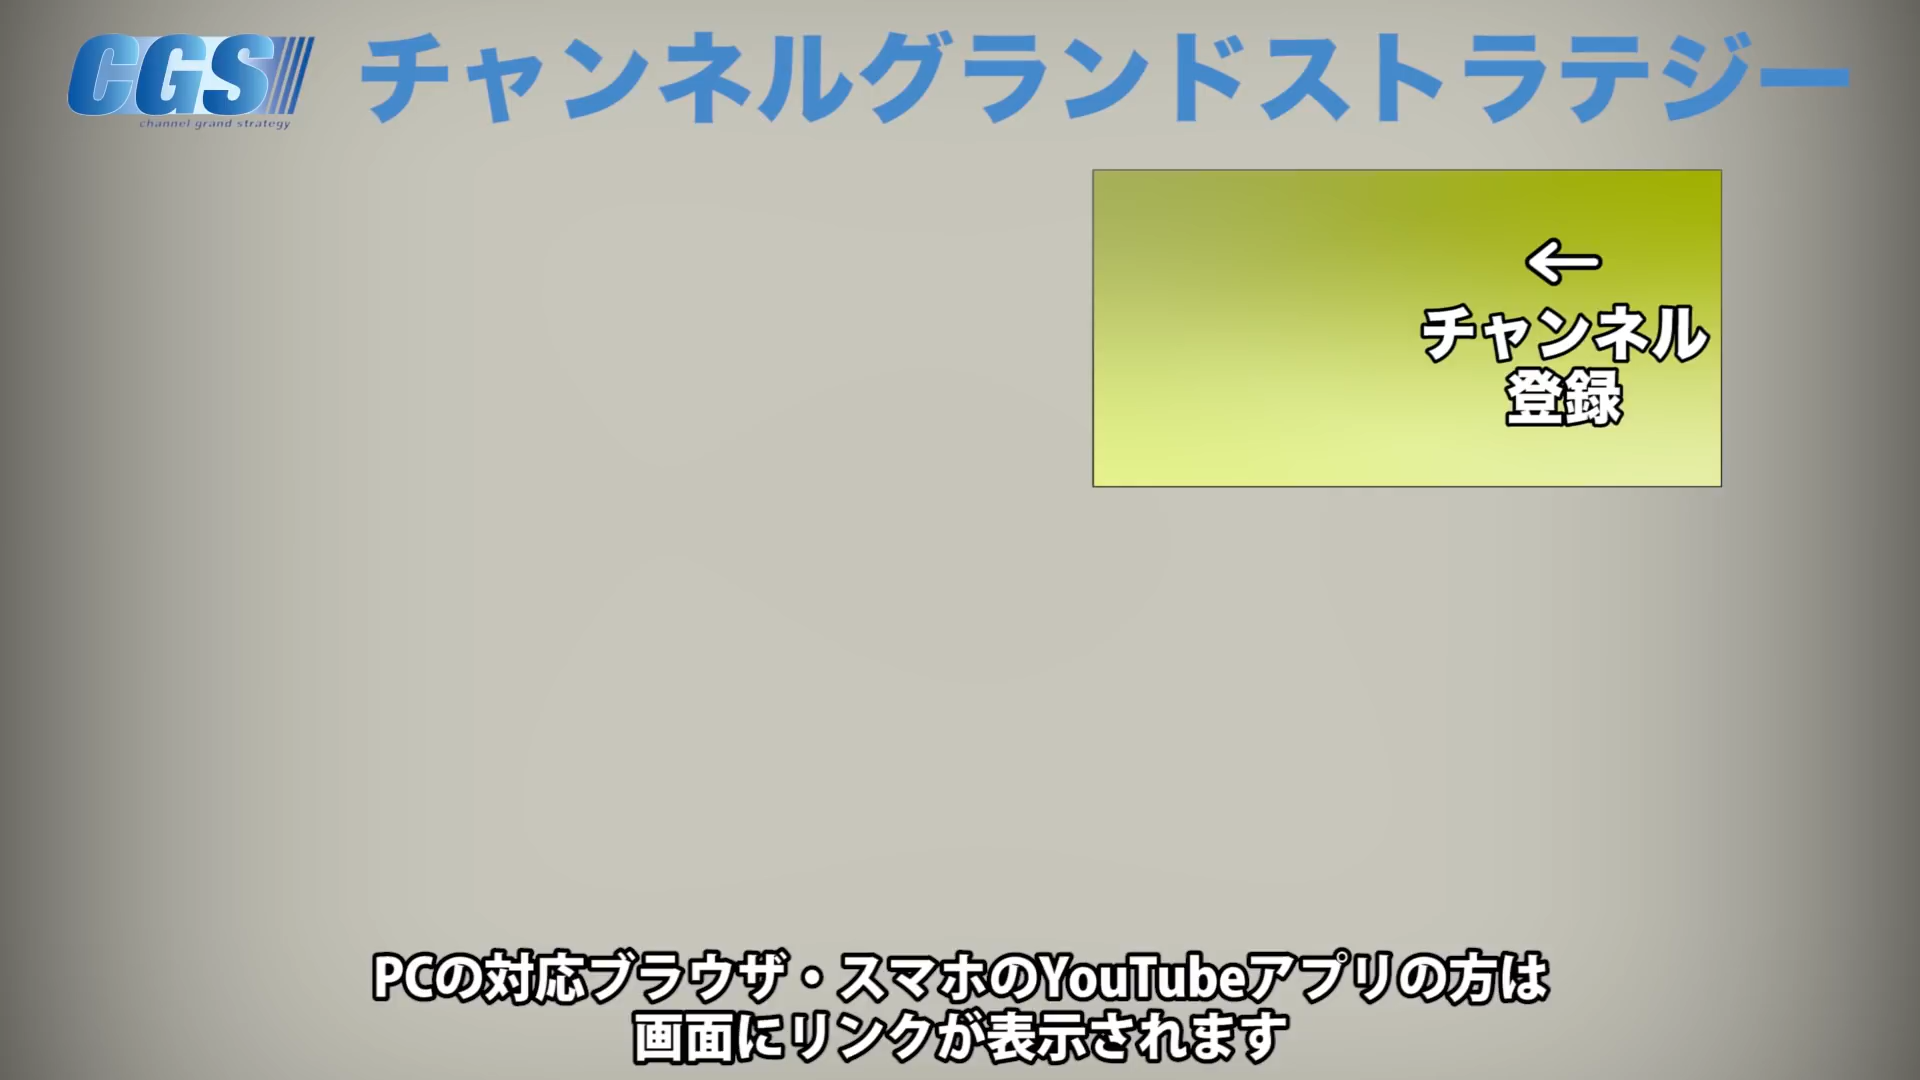 CGS
channel grand strategy
チャンネルグランドストラテジー
←
チャンネル
登録
PCの対応ブラウザ・スマホのYouTubeアプリの方は
画面にリンクが表示されます